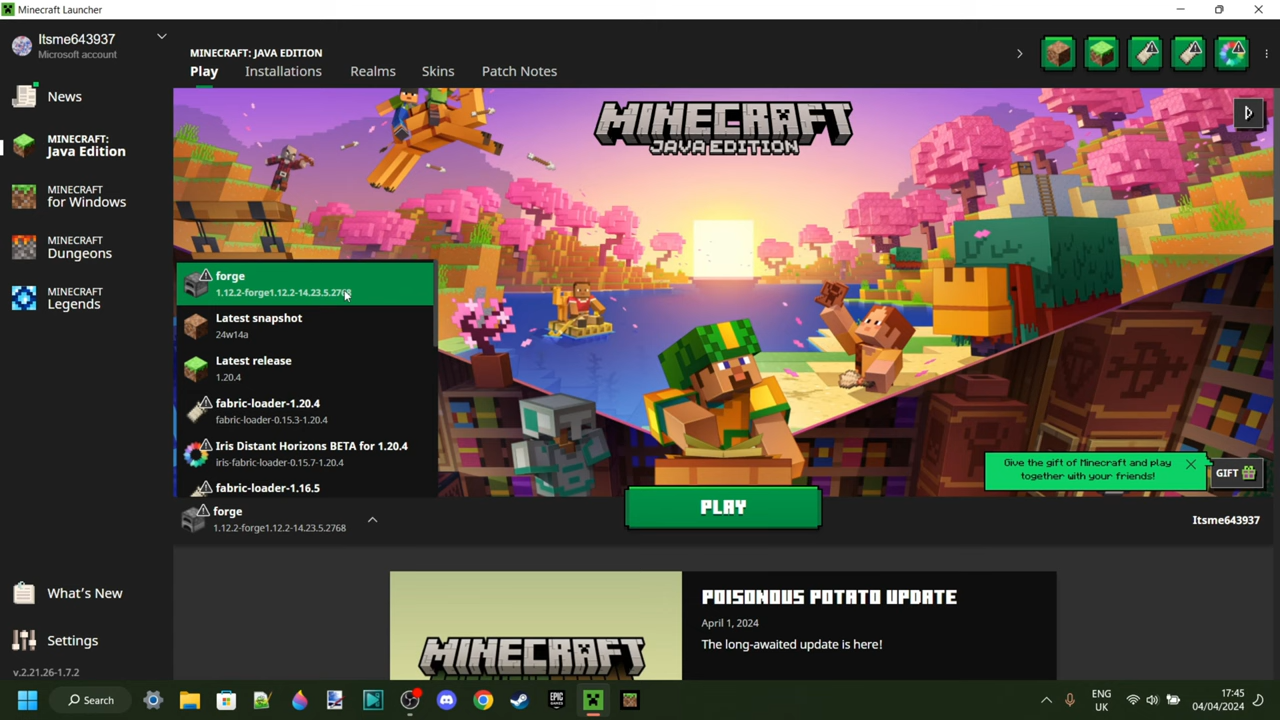 Minecraft Launcher
Itsme643937
Microsoft account
News
MINECRAFT:
Java Edition
MINECRAFT
for Windows
MINECRAFT
Dungeons
MINECRAFT
Legends
What's New
Settings
v.2.21.26-1.7.2
MINECRAFT: JAVA EDITION
Play Installations Realms Skins Patch Notes
MINECRAFT
JAVA EDITION
forge
1.12.2-forge1.12.2-14.23.5.2768
Latest snapshot
24w14a
Latest release
1.20.4
fabric-loader-1.20.4
fabric-loader-0.15.3-1.20.4
Iris Distant Horizons BETA for 1.20.4
iris-fabric-loader-0.15.7-1.20.4
fabric-loader-1.16.5
Give the gift of Minecraft and play
together with your friends!
GIFT
forge
1.12.2-forge1.12.2-14.23.5.2768
PLAY
Itsme643937
MINECRAFT
POISONOUS POTATO UPDATE
April 1, 2024
The long-awaited update is here!
Search
EPIC
GAMES
ENG
UK
17:45
04/04/2024